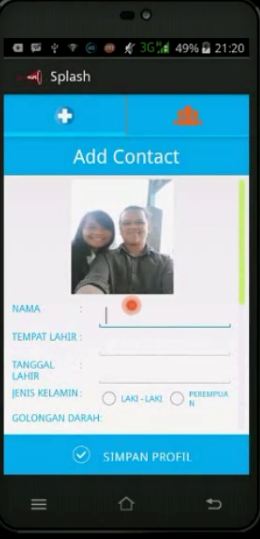 3G 49% 21:20
Splash
Add Contact
NAMA :
TEMPAT LAHIR :
TANGGAL :
LAHIR
JENIS KELAMIN : LAKI - LAKI PEREMPUA
N
GOLONGAN DARAH:
SIMPAN PROFIL